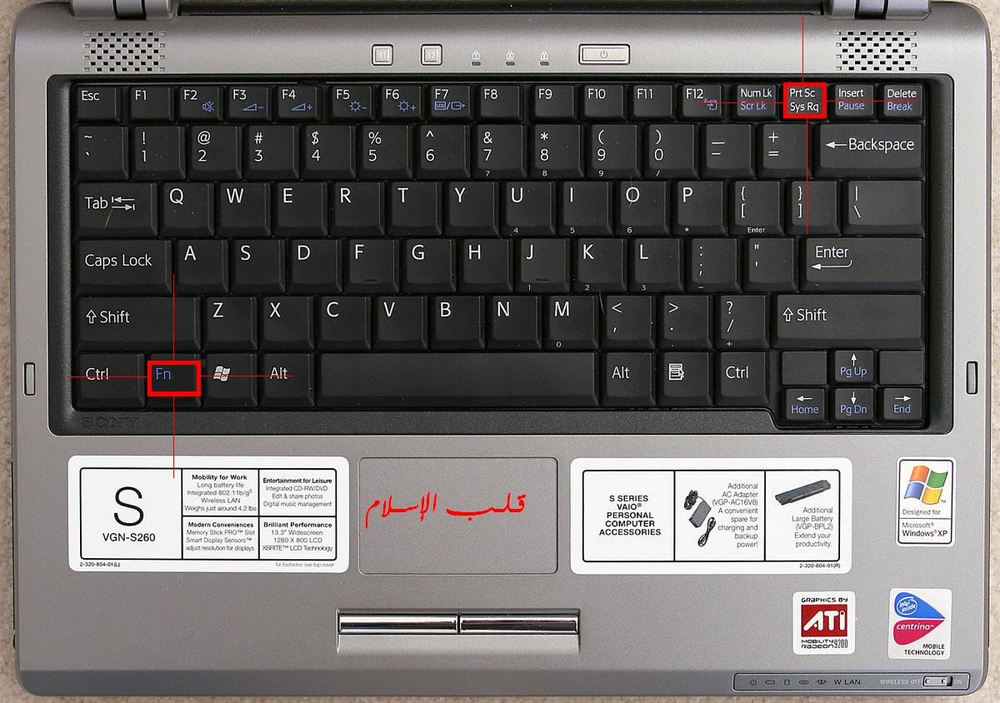 S1
S2
Esc
F1
F2
F3
F4
F5
F6
F7
LCD
F8
F9
F10
F11
F12
Num Lk
Scr Lk
Prt Sc
Sys Rq
Insert
Pause
Delete
Break
~ `
! 1
@ 2
# 3
$ 4
% 5
^ 6
& 7 7
* 8 8
( 9 9
) 0 /
_ -
+ =
Backspace
Tab
Q
W
E
R
T
Y
U 4
I 5
O 6
P *
{ [ Enter
} ]
| \
Caps Lock
A
S
D
F
G
H
J 1
K 2
L 3
: ; -
" '
Enter
Shift
Z
X
C
V
B
N
M 0
< ,
> .
? / +
Shift
Ctrl
Fn
Alt
Alt
Ctrl
Pg Up
Home
Pg Dn
End
SONY
S
VGN-S260
Mobility for Work
Long battery life
Integrated 802.11b/g5
Wireless LAN
Weighs just around 4.2 lbs
Entertainment for Leisure
Integrated CD-RW/DVD
Edit & share photos
Digital music management
Modern Conveniences
Memory Stick PRO™ Slot
Smart Display Sensors™
adjust resolution for displays
Brilliant Performance
13.3" Widescreen
1280 X 800 LCD
XBRITE™ LCD Technology
2-320-804-01(L)
for footnotes see top cover
قلب الإسلام
S SERIES
VAIO®
PERSONAL
COMPUTER
ACCESSORIES
Additional
AC Adapter
(VGP-AC16V8)
A convenient
spare for
charging and
backup
power!
Additional
Large Battery
(VGP-BPL2)
Extend your
productivity.
2-320-804-01(R)
Designed for
Microsoft®
Windows®XP
GRAPHICS BY
ATI
MOBILITY™
RADEON 9200
intel
inside
centrino™
MOBILE
TECHNOLOGY
W LAN
WIRELESS OFF
ON